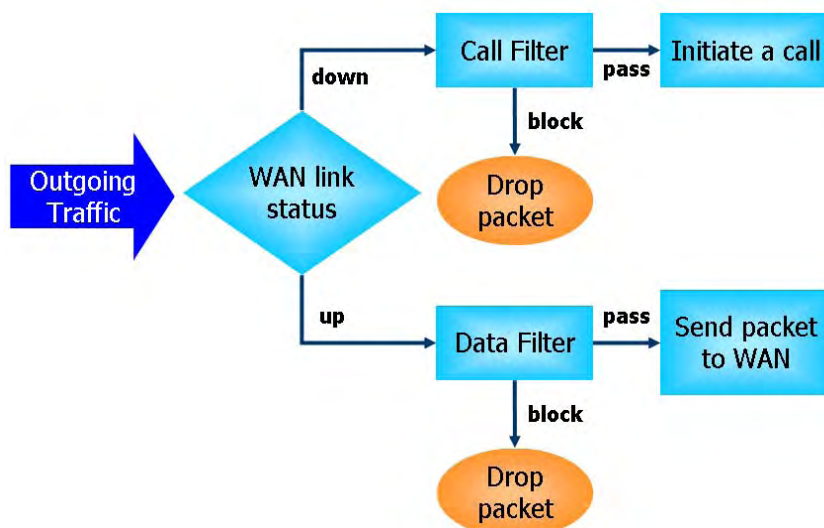 Call Filter
pass
Initiate a call
down
block
Outgoing
Traffic
WAN link
status
Drop
packet
up
Data Filter
pass
Send packet
to WAN
block
Drop
packet